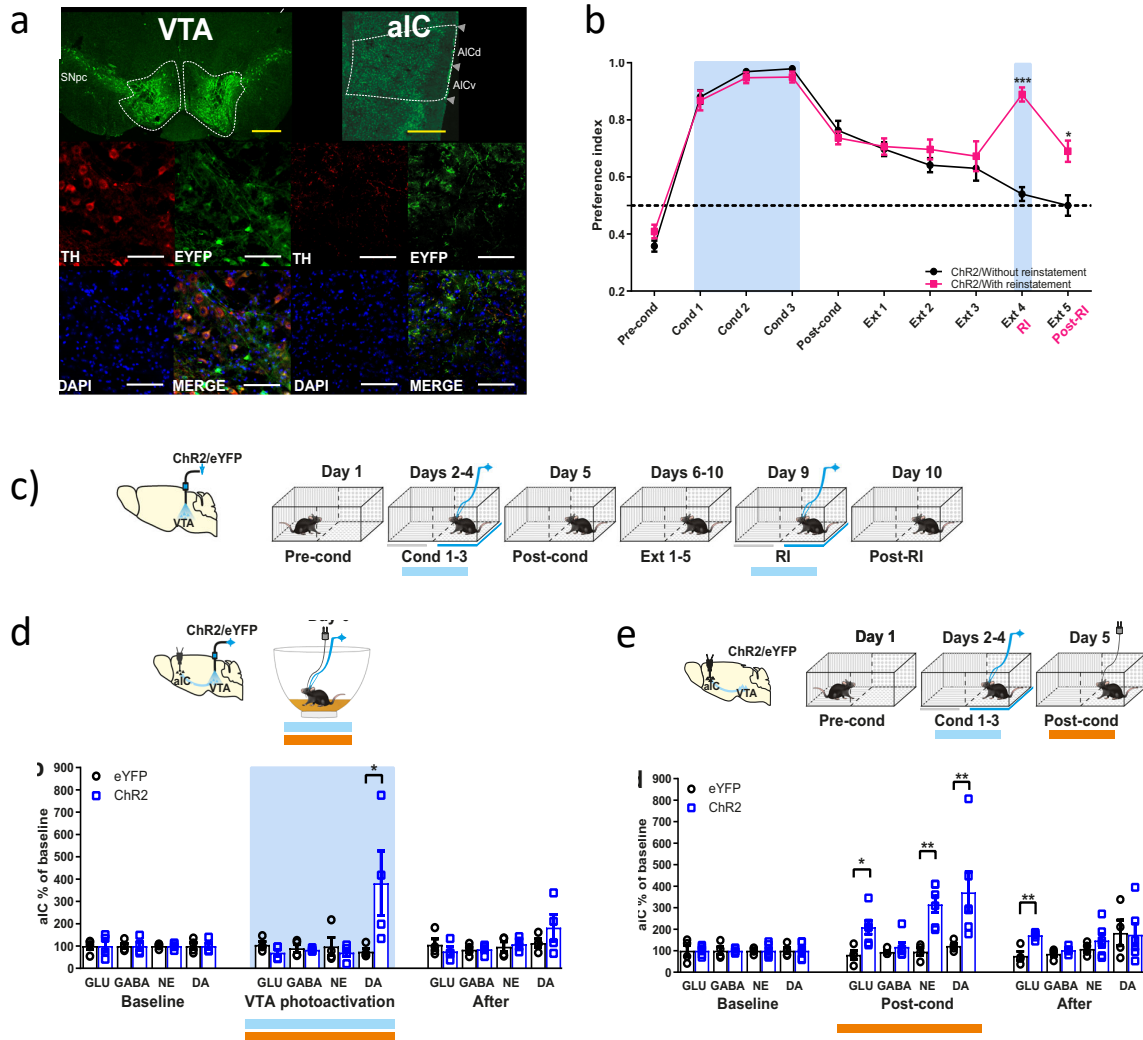 a
VTA
aIC
SNpc
AICd
AICv
TH
EYFP
TH
EYFP
DAPI
MERGE
DAPI
MERGE
b
Preference index
1.0
0.8
0.6
0.4
0.2
***
*
ChR2/Without reinstatement
ChR2/With reinstatement
Pre-cond
Cond 1
Cond 2
Cond 3
Post-cond
Ext 1
Ext 2
Ext 3
Ext 4
RI
Ext 5
Post-RI
c)
ChR2/eYFP
VTA
Day 1
Days 2-4
Day 5
Days 6-10
Day 9
Day 10
Pre-cond
Cond 1-3
Post-cond
Ext 1-5
RI
Post-RI
d
ChR2/eYFP
aIC
VTA
aIC % of baseline
900
800
700
600
500
400
300
200
100
0
eYFP
ChR2
*
GLU GABA NE DA
GLU GABA NE DA
GLU GABA NE DA
Baseline
VTA photoactivation
After
e
ChR2/eYFP
aIC
VTA
Day 1
Days 2-4
Day 5
Pre-cond
Cond 1-3
Post-cond
aIC % of baseline
900
800
700
600
500
400
300
200
100
0
eYFP
ChR2
*
**
**
**
GLU GABA NE DA
GLU GABA NE DA
GLU GABA NE DA
Baseline
Post-cond
After